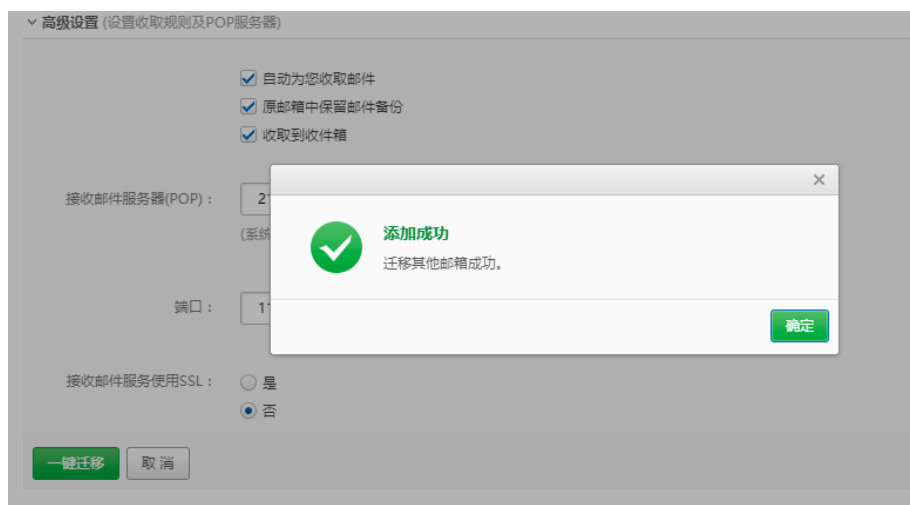 高级设置 (设置收取规则及POP服务器)
自动为您收取邮件
原邮箱中保留邮件备份
收取到收件箱
接收邮件服务器(POP)：
添加成功
迁移其他邮箱成功。
确定
端口：
接收邮件服务使用SSL：
是
否
一键迁移
取 消